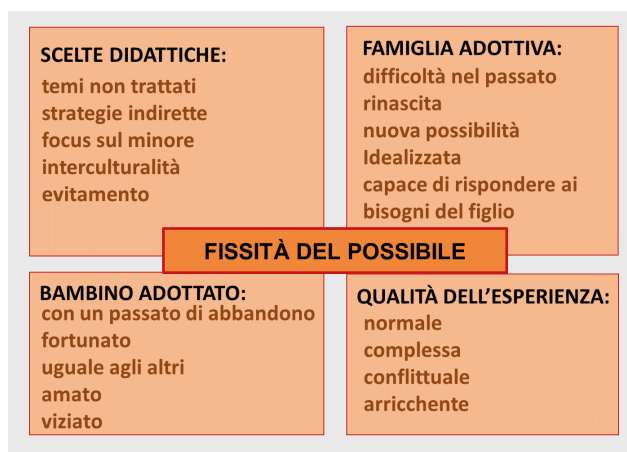 SCELTE DIDATTICHE:
temi non trattati
strategie indirette
focus sul minore
interculturalità
evitamento
FAMIGLIA ADOTTIVA:
difficoltà nel passato
rinascita
nuova possibilità
Idealizzata
capace di rispondere ai
bisogni del figlio
FISSITÀ DEL POSSIBILE
BAMBINO ADOTTATO:
con un passato di abbandono
fortunato
uguale agli altri
amato
viziato
QUALITÀ DELL'ESPERIENZA:
normale
complessa
conflittuale
arricchente